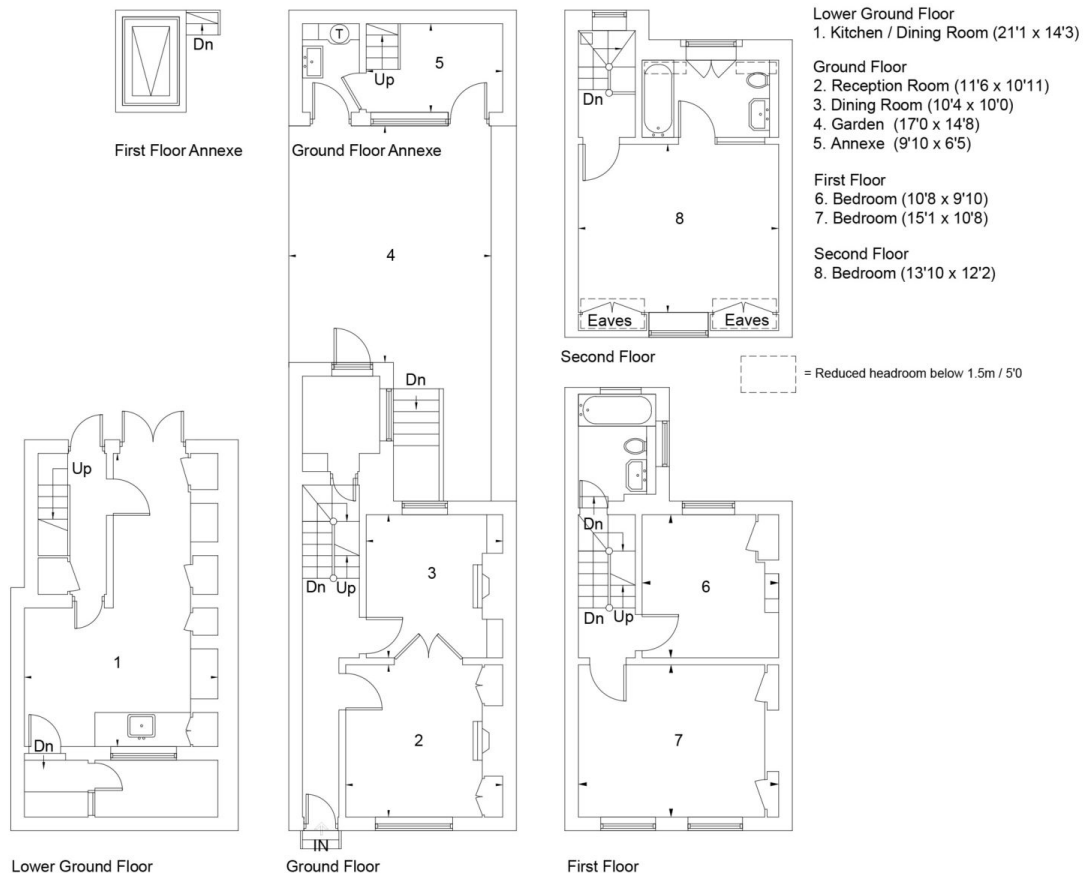 Lower Ground Floor
1. Kitchen / Dining Room (21'1 x 14'3)
Ground Floor
2. Reception Room (11'6 x 10'11)
3. Dining Room (10'4 x 10'0)
4. Garden (17'0 x 14'8)
5. Annexe (9'10 x 6'5)
First Floor
6. Bedroom (10'8 x 9'10)
7. Bedroom (15'1 x 10'8)
Second Floor
8. Bedroom (13'10 x 12'2)
= Reduced headroom below 1.5m / 5'0
Dn
First Floor Annexe
T
Up
5
Ground Floor Annexe
4
Dn
Dn
8
Eaves
Eaves
Second Floor
Up
1
Dn
Lower Ground Floor
3
Dn
Up
2
IN
Ground Floor
Dn
6
Dn
Up
7
First Floor